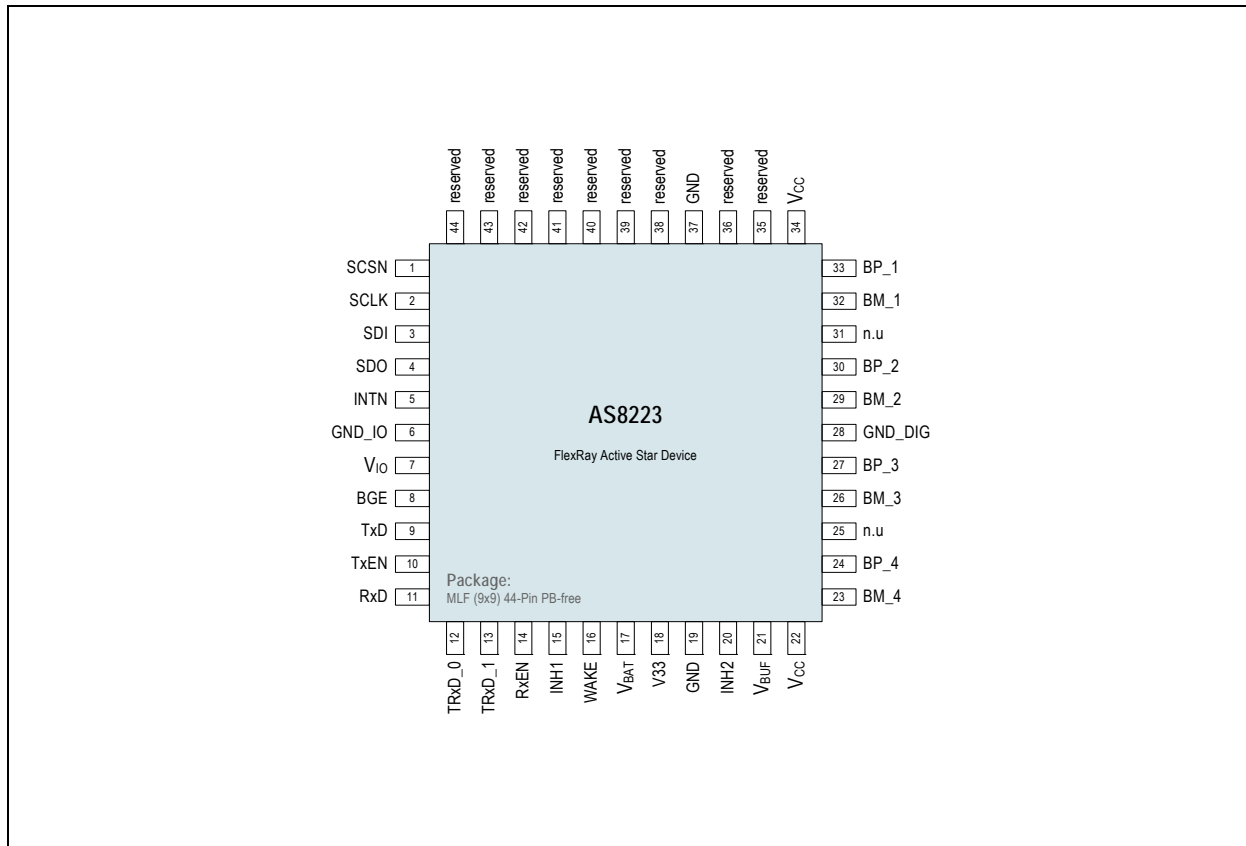 reserved reserved reserved reserved reserved reserved reserved GND reserved reserved VCC
44 43 42 41 40 39 38 37 36 35 34
SCSN 1
SCLK 2
SDI 3
SDO 4
INTN 5
GND_IO 6
VIO 7
BGE 8
TxD 9
TxEN 10
RxD 11
AS8223
FlexRay Active Star Device
Package:
MLF (9x9) 44-Pin PB-free
33 BP_1
32 BM_1
31 n.u
30 BP_2
29 BM_2
28 GND_DIG
27 BP_3
26 BM_3
25 n.u
24 BP_4
23 BM_4
12 13 14 15 16 17 18 19 20 21 22
TRxD_0 TRxD_1 RxEN INH1 WAKE VBAT V33 GND INH2 VBUF VCC